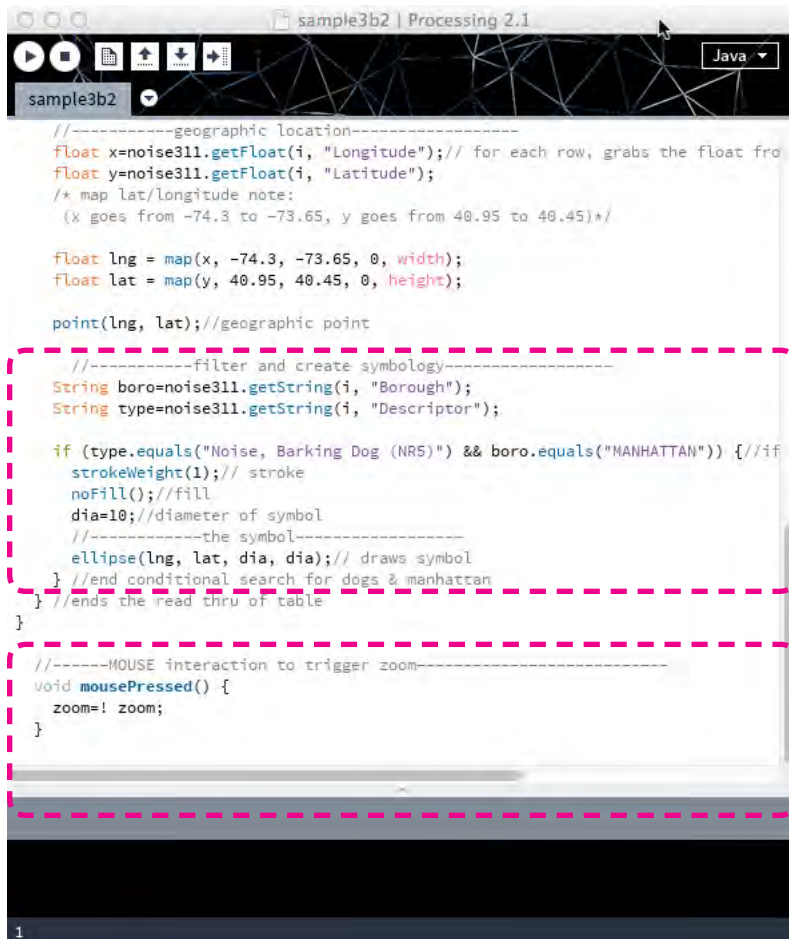 sample3b2 | Processing 2.1
Java
sample3b2
//-----------geographic location------------------
float x=noise311.getFloat(i, "Longitude");// for each row, grabs the float fro
float y=noise311.getFloat(i, "Latitude");
/* map lat/longitude note:
(x goes from -74.3 to -73.65, y goes from 40.95 to 40.45)*/
float lng = map(x, -74.3, -73.65, 0, width);
float lat = map(y, 40.95, 40.45, 0, height);
point(lng, lat);//geographic point
//-----------filter and create symbology------------------
String boro=noise311.getString(i, "Borough");
String type=noise311.getString(i, "Descriptor");
if (type.equals("Noise, Barking Dog (NR5)") && boro.equals("MANHATTAN")) {//if
strokeWeight(1);// stroke
noFill();//fill
dia=10;//diameter of symbol
//------------the symbol------------------
ellipse(lng, lat, dia, dia);// draws symbol
} //end conditional search for dogs & manhattan
} //ends the read thru of table
}
//------MOUSE interaction to trigger zoom---------------------------
void mousePressed() {
zoom=! zoom;
}
1